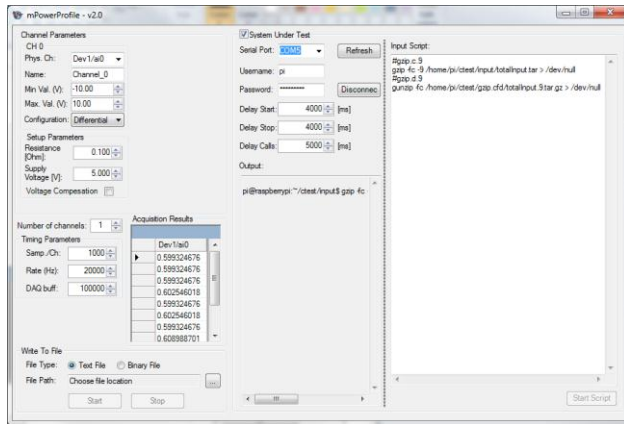 mPowerProfile - v2.0
Channel Parameters
CH 0
Phys. Ch: Dev1/ai0
Name: Channel_0
Min Val. (V): -10.00
Max. Val. (V): 10.00
Configuration: Differential
Setup Parameters
Resistance [Ohm]: 0.100
Supply Voltage [V]: 5.000
Voltage Compesation
Number of channels: 1
Timing Parameters
Samp./Ch: 1000
Rate (Hz): 20000
DAQ buff: 100000
Acquisition Results
Dev1/ai0
0.599324676
0.599324676
0.599324676
0.602546018
0.599324676
0.602546018
0.599324676
0.608988701
Write To File
File Type: Text File Binary File
File Path: Choose file location ...
Start Stop
System Under Test
Serial Port: COM5 Refresh
Username: pi
Password: ********* Disconnec
Delay Start: 4000 [ms]
Delay Stop: 4000 [ms]
Delay Calls: 5000 [ms]
Output:
pi@raspberrypi:~/ctest/input$ gzip -fc
Input Script:
#gzip.c.9
gzip -fc -9 /home/pi/ctest/input/totalinput.tar > /dev/null
#gzip.d.9
gunzip -fc /home/pi/ctest/gzip.cfd/totalInput.9.tar.gz > /dev/null
Start Script